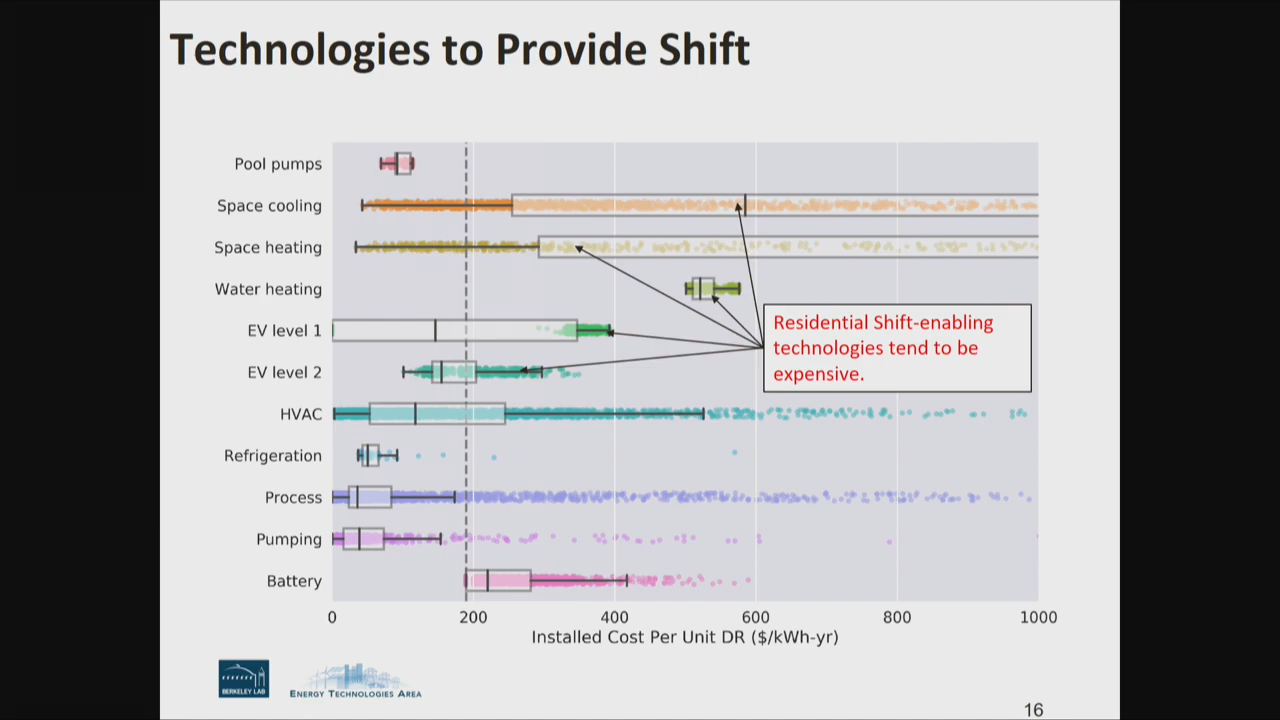 Technologies to Provide Shift
Pool pumps
Space cooling
Space heating
Water heating
EV level 1
EV level 2
HVAC
Refrigeration
Process
Pumping
Battery
Residential Shift-enabling
technologies tend to be
expensive.
0 200 400 600 800 1000
Installed Cost Per Unit DR ($/kWh-yr)
BERKELEY LAB
ENERGY TECHNOLOGIES AREA
16